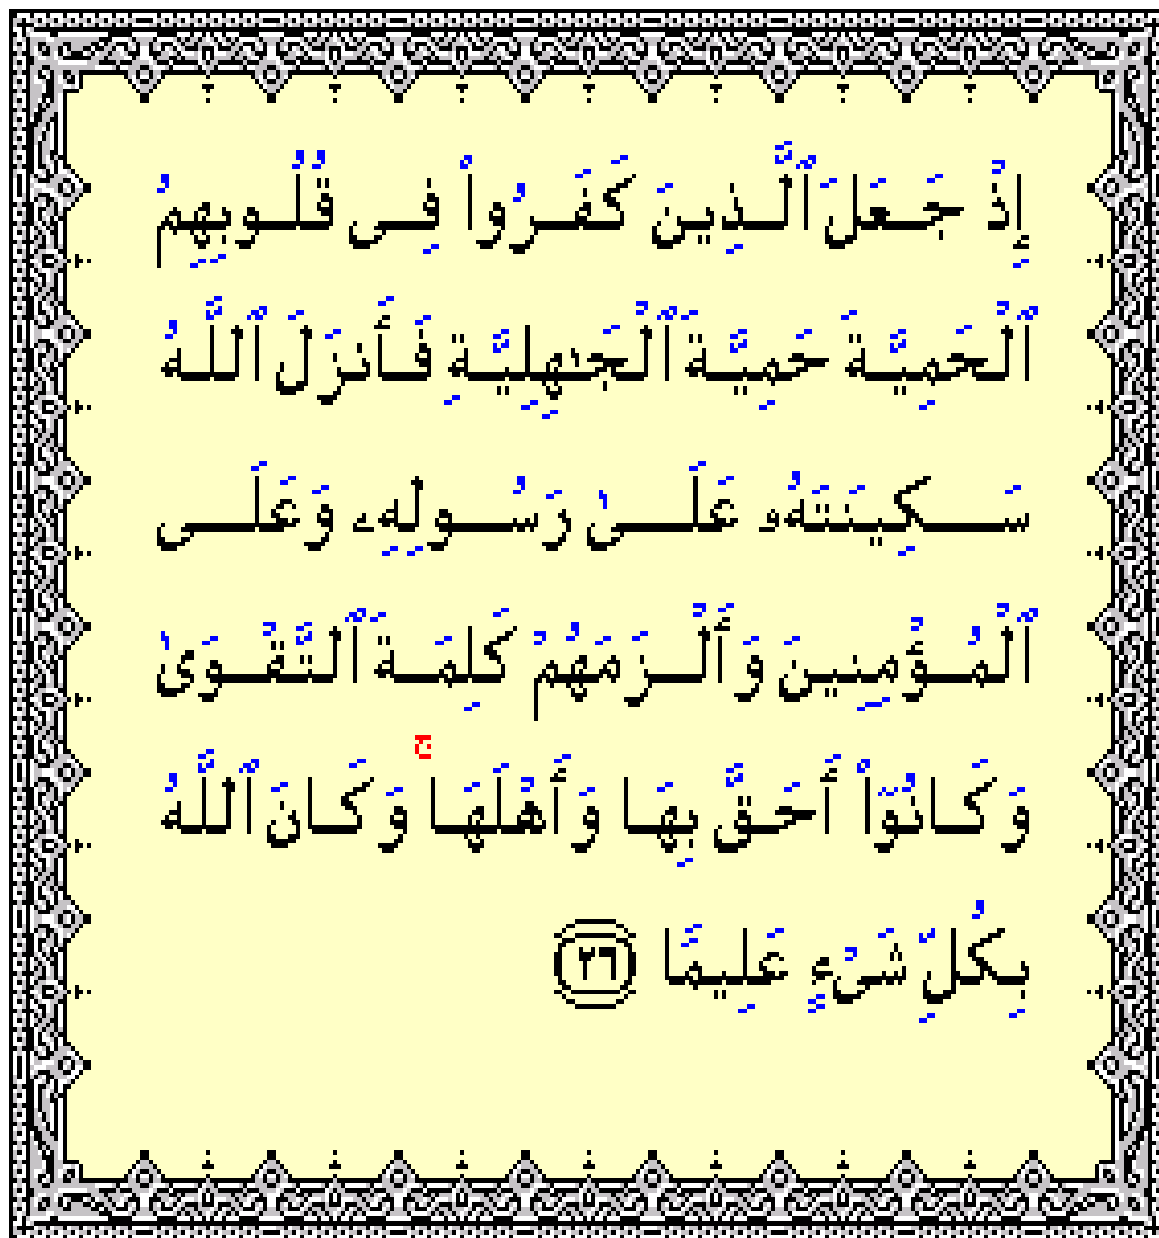 إِذْ جَعَلَ ٱلَّذِينَ كَفَرُوا۟ فِى قُلُوبِهِمُ
ٱلْحَمِيَّةَ حَمِيَّةَ ٱلْجَٰهِلِيَّةِ فَأَنزَلَ ٱللَّهُ
سَكِينَتَهُۥ عَلَىٰ رَسُولِهِۦ وَعَلَى
ٱلْمُؤْمِنِينَ وَأَلْزَمَهُمْ كَلِمَةَ ٱلتَّقْوَىٰ
وَكَانُوٓا۟ أَحَقَّ بِهَا وَأَهْلَهَا ۚ وَكَانَ ٱللَّهُ
بِكُلِّ شَىْءٍ عَلِيمًا ٢٦